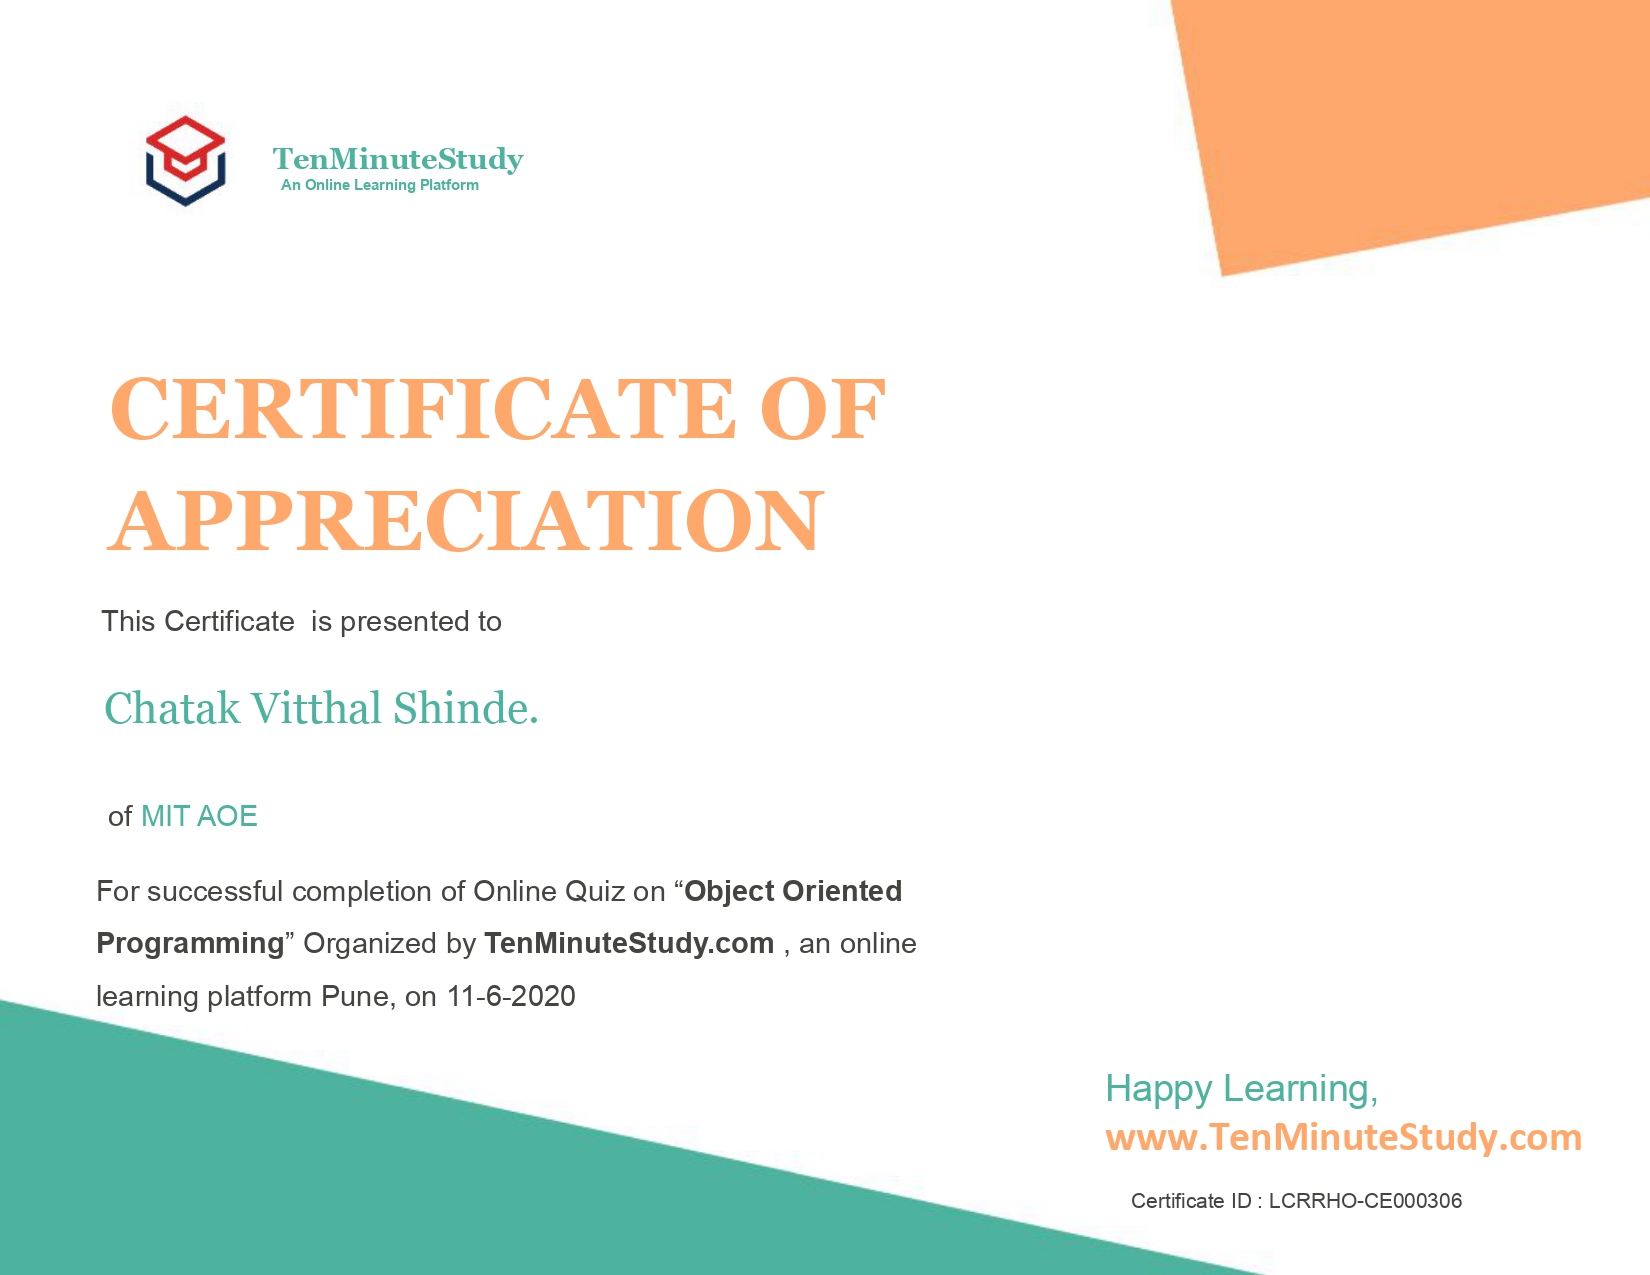 TenMinuteStudy
An Online Learning Platform
CERTIFICATE OF
APPRECIATION
This Certificate  is presented to
Chatak Vitthal Shinde.
of MIT AOE
For successful completion of Online Quiz on “Object Oriented
Programming” Organized by TenMinuteStudy.com , an online
learning platform Pune, on 11-6-2020
Happy Learning,
www.TenMinuteStudy.com
Certificate ID : LCRRHO-CE000306